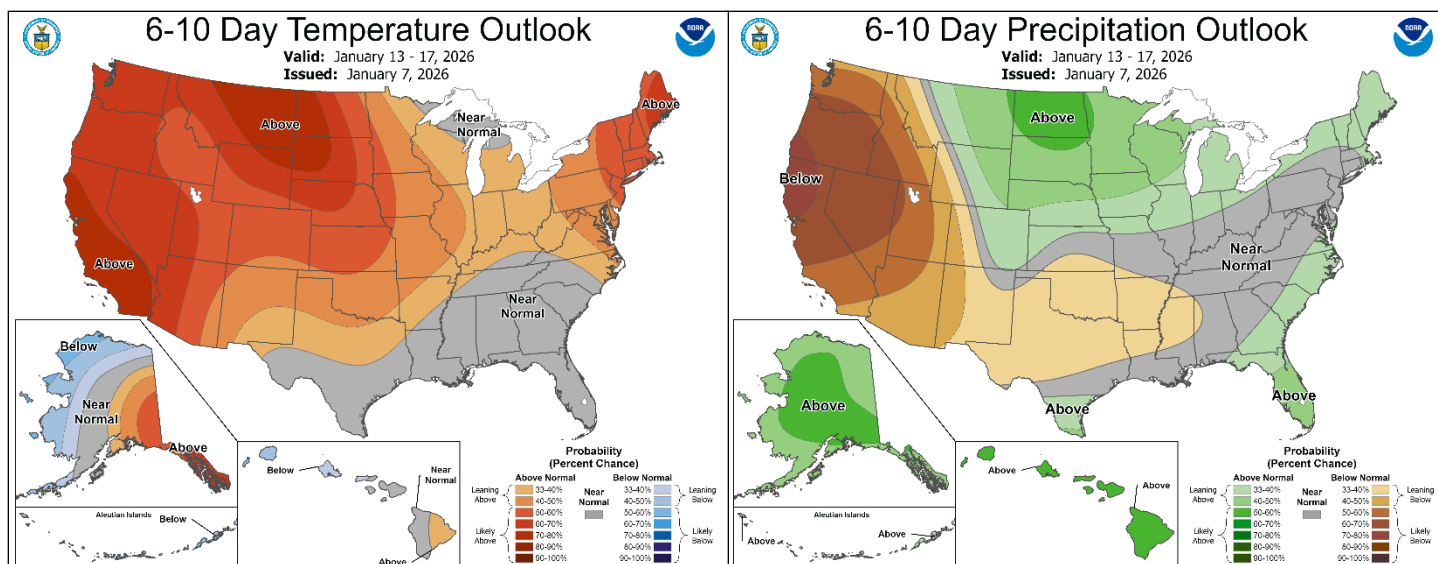 6-10 Day Temperature Outlook
Valid: January 13 - 17, 2026
Issued: January 7, 2026
NOAA
Above
Near
Normal
Above
Above
Near
Normal
Below
Near
Normal
Above
Aleutian Islands
Below
Below
Near
Normal
Above
Probability
(Percent Chance)
Above Normal
Below Normal
Leaning
Above
Likely
Above
33-40%
40-50%
50-60%
60-70%
70-80%
80-90%
90-100%
Near
Normal
33-40%
40-50%
50-60%
60-70%
70-80%
80-90%
90-100%
Leaning
Below
Likely
Below
6-10 Day Precipitation Outlook
Valid: January 13 - 17, 2026
Issued: January 7, 2026
NOAA
Above
Below
Near
Normal
Above
Above
Above
Aleutian Islands
Above
Above
Above
Above
Probability
(Percent Chance)
Above Normal
Below Normal
Leaning
Above
Likely
Above
33-40%
40-50%
50-60%
60-70%
70-80%
80-90%
90-100%
Near
Normal
33-40%
40-50%
50-60%
60-70%
70-80%
80-90%
90-100%
Leaning
Below
Likely
Below